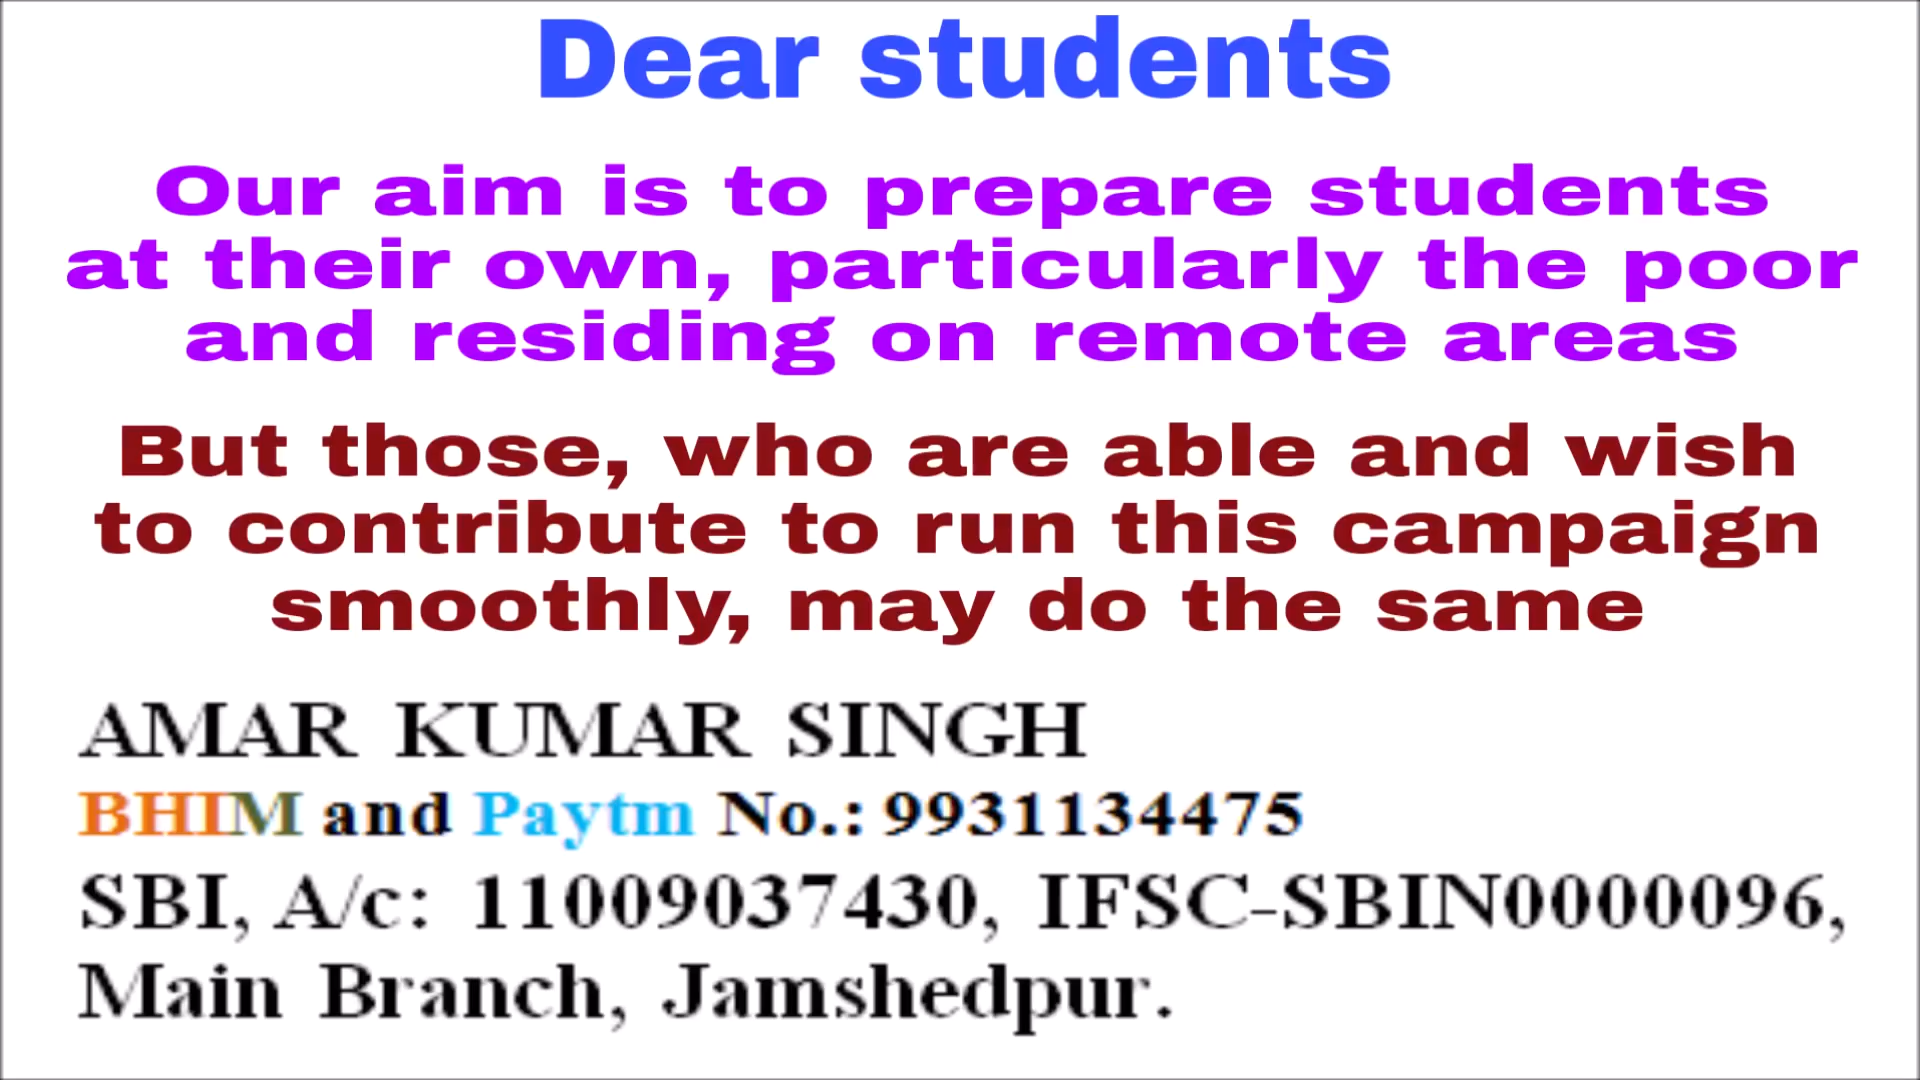 Dear students
Our aim is to prepare students
at their own, particularly the poor
and residing on remote areas
But those, who are able and wish
to contribute to run this campaign
smoothly, may do the same
AMAR KUMAR SINGH
BHIM and Paytm No.: 9931134475
SBI, A/c: 11009037430, IFSC-SBIN0000096,
Main Branch, Jamshedpur.